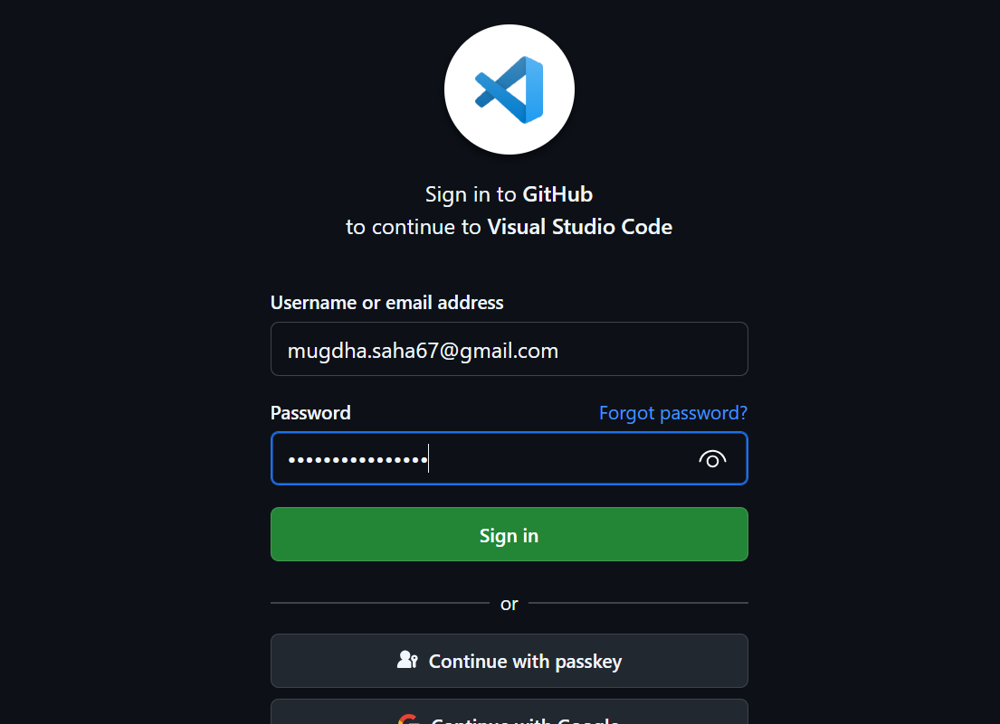 Sign in to GitHub
to continue to Visual Studio Code
Username or email address
mugdha.saha67@gmail.com
Password Forgot password?
••••••••••••••••
Sign in
or
Continue with passkey
Continue with Google